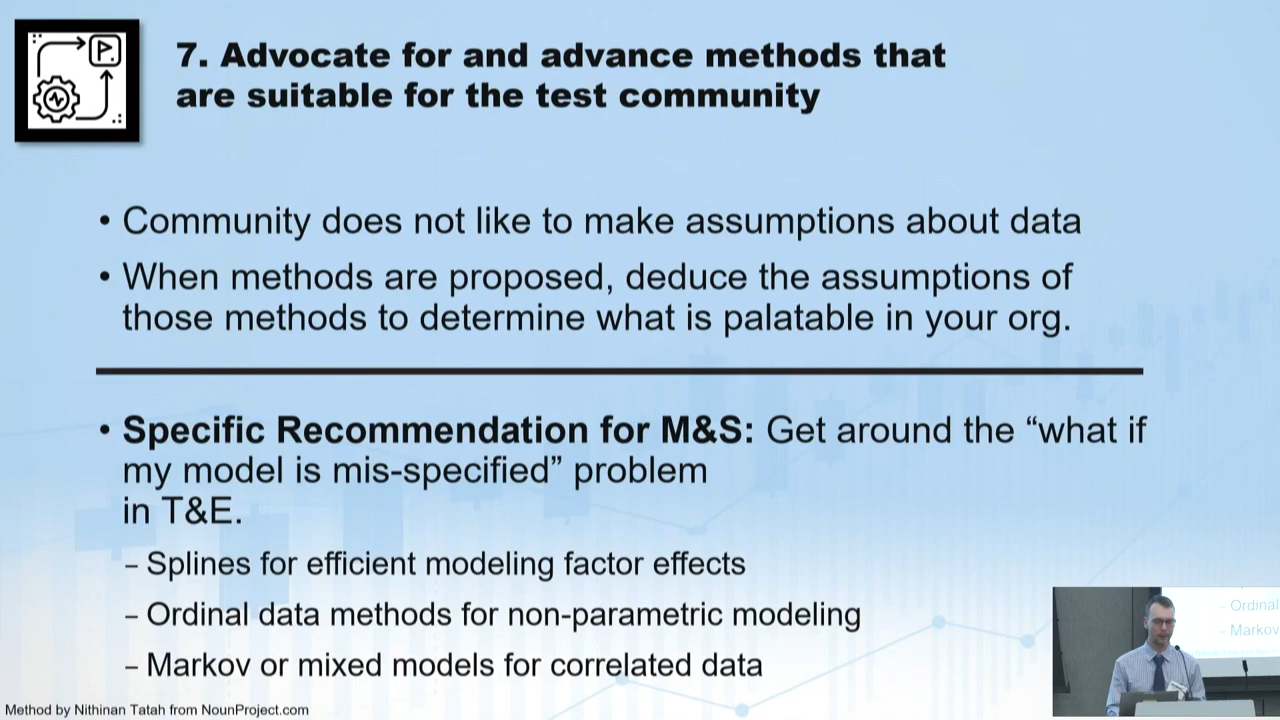 7. Advocate for and advance methods that
are suitable for the test community
• Community does not like to make assumptions about data
• When methods are proposed, deduce the assumptions of
those methods to determine what is palatable in your org.
• Specific Recommendation for M&S: Get around the “what if
my model is mis-specified” problem
in T&E.
– Splines for efficient modeling factor effects
– Ordinal data methods for non-parametric modeling
– Markov or mixed models for correlated data
– Ordinal
– Markov
Method by Nithinan Tatah from NounProject.com